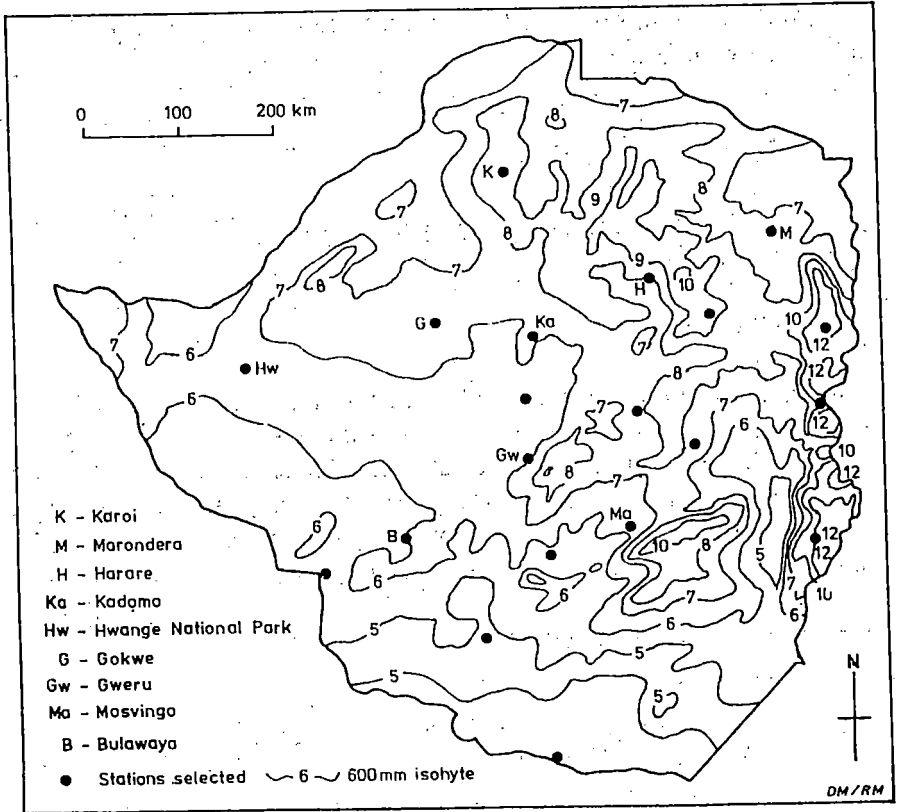 0 100 200 km
7
8
K
7
9
8
7
M
8
7
9
10
H
8
7
G
Ka
10
12
7
7
6
Hw
8
12
6
7
6
12
7
10
Gw
8
12
7
Ma
6
B
10
8
5
12
12
6
6
7
7
10
6
6
5
5
5
5
K - Karoi
M - Marondera
H - Harare
Ka - Kadoma
Hw - Hwange National Park
G - Gokwe
Gw - Gweru
Ma - Masvingo
B - Bulawaya
● Stations selected 6 600mm isohyte
N
DM/RM